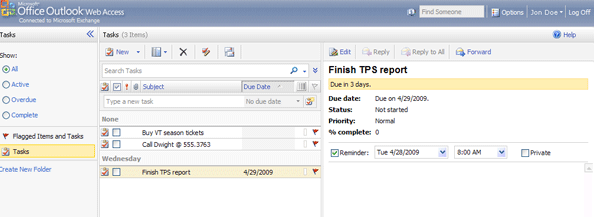 Microsoft
Office Outlook Web Access
Connected to Microsoft Exchange
Find Someone
Options
Jon Doe
Log Off
Tasks
Tasks (3 Items)
Help
Show:
All
Active
Overdue
Complete
Flagged Items and Tasks
Tasks
Create New Folder
New
Search Tasks
Subject
Due Date
Type a new task
No due date
None
Buy VT season tickets
Call Dwight @ 555.3763
Wednesday
Finish TPS report 4/29/2009
Edit
Reply
Reply to All
Forward
Finish TPS report
Due in 3 days.
Due date: Due on 4/29/2009.
Status: Not started
Priority: Normal
% complete: 0
Reminder: Tue 4/28/2009 8:00 AM Private